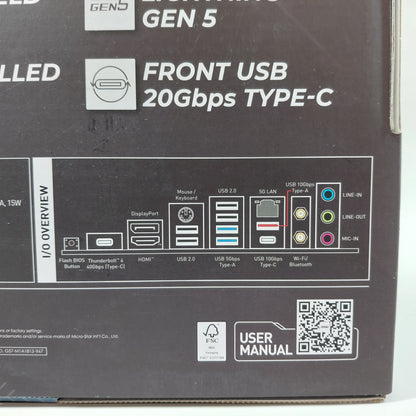 GEN5
GEN 5
LLED
FRONT USB
20Gbps TYPE-C
A, 15W
I/O OVERVIEW
USB 10Gbps
Type-A
Mouse /
Keyboard
USB 2.0
5G LAN
LINE-IN
DisplayPort
LINE-OUT
MIC-IN
Flash BIOS
Button
Thunderbolt™ 4
40Gbps (Type-C)
HDMI™
USB 2.0
USB 5Gbps
Type-A
USB 10Gbps
Type-C
Wi-Fi/
Bluetooth
or factory settings.
trademarks and/or service marks of Micro-Star Int'l Co., Ltd.
FSC
USER
MANUAL